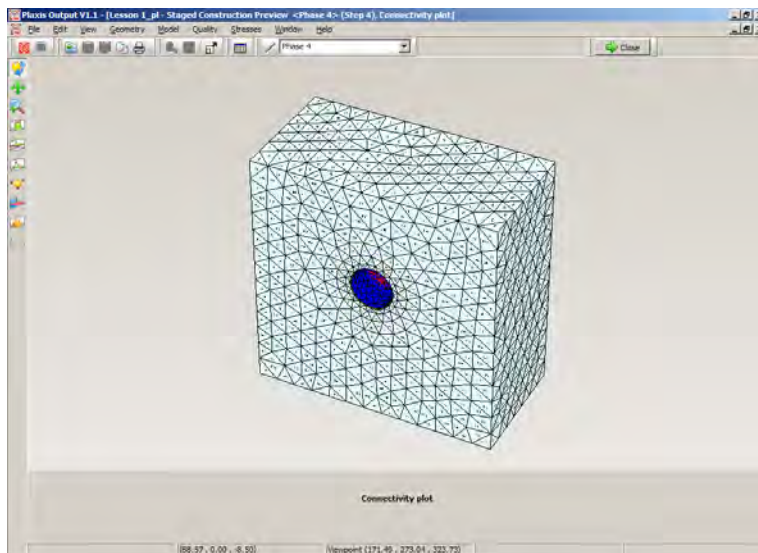 Plaxis Output V1.1 - [Lesson 1_pl - Staged Construction Preview <Phase 4> (Step 4), Connectivity plot]
File Edit View Geometry Model Quality Stresses Window Help
Phase 4
Close
Connectivity plot
(88.57 , 0.00 , -8.50) Viewpoint (171.49 , 273.04 , 323.73)